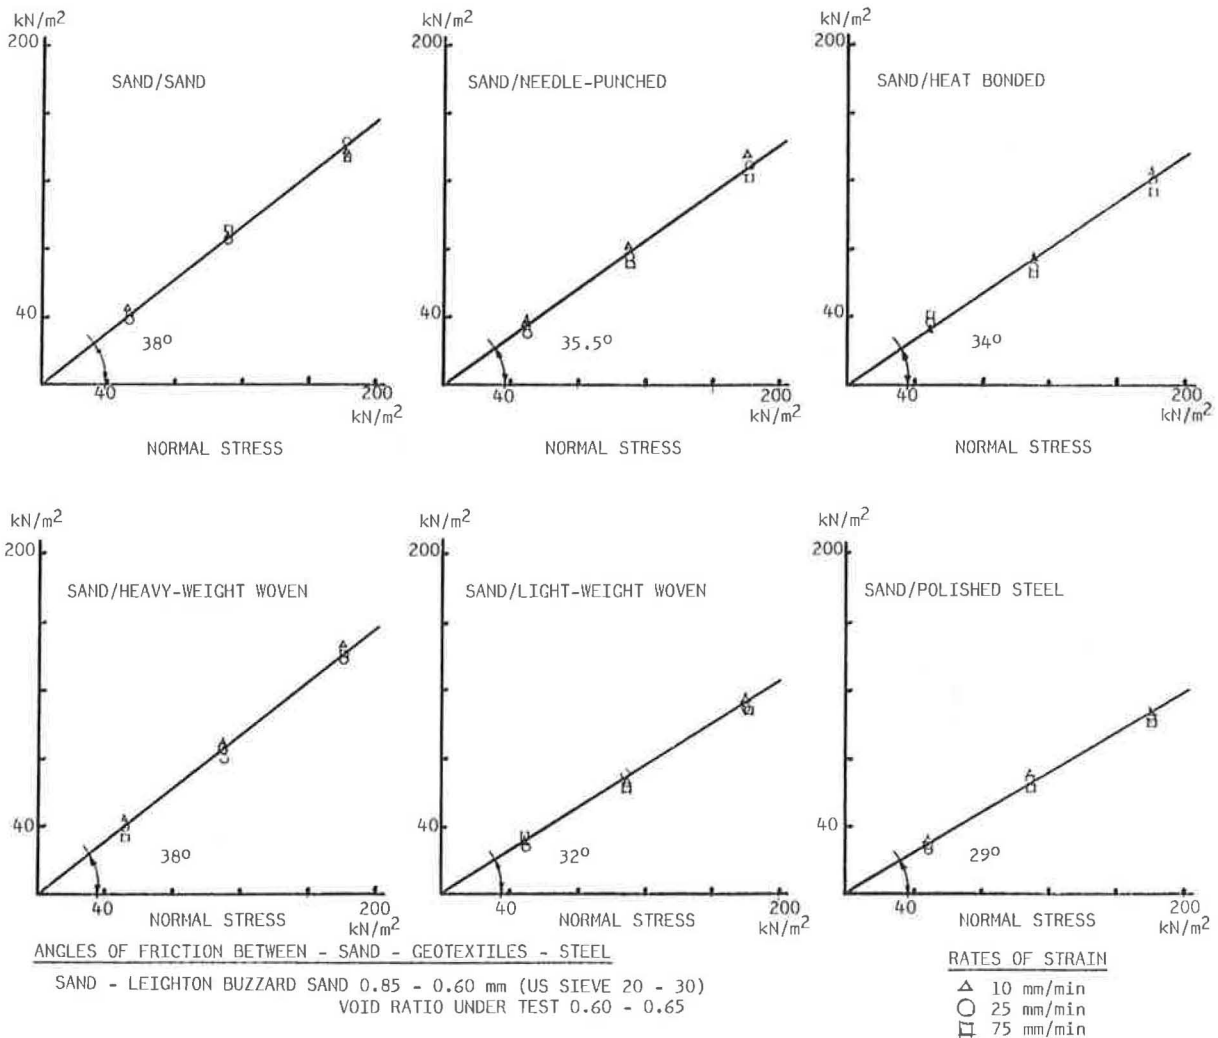 kN/m²
200
SAND/SAND
40
38⁰
40
200
kN/m²
NORMAL STRESS
kN/m²
200
SAND/NEEDLE-PUNCHED
40
35.5⁰
40
200
kN/m²
NORMAL STRESS
kN/m²
200
SAND/HEAT BONDED
40
34⁰
40
200
kN/m²
NORMAL STRESS
kN/m²
200
SAND/HEAVY-WEIGHT WOVEN
40
38⁰
40
200
NORMAL STRESS
kN/m²
200
SAND/LIGHT-WEIGHT WOVEN
40
32⁰
40
200
NORMAL STRESS
kN/m²
kN/m²
200
SAND/POLISHED STEEL
40
29⁰
40
200
NORMAL STRESS
kN/m²
kN/m²
ANGLES OF FRICTION BETWEEN - SAND - GEOTEXTILES - STEEL
SAND - LEIGHTON BUZZARD SAND 0.85 - 0.60 mm (US SIEVE 20 - 30)
VOID RATIO UNDER TEST 0.60 - 0.65
RATES OF STRAIN
10 mm/min
25 mm/min
75 mm/min